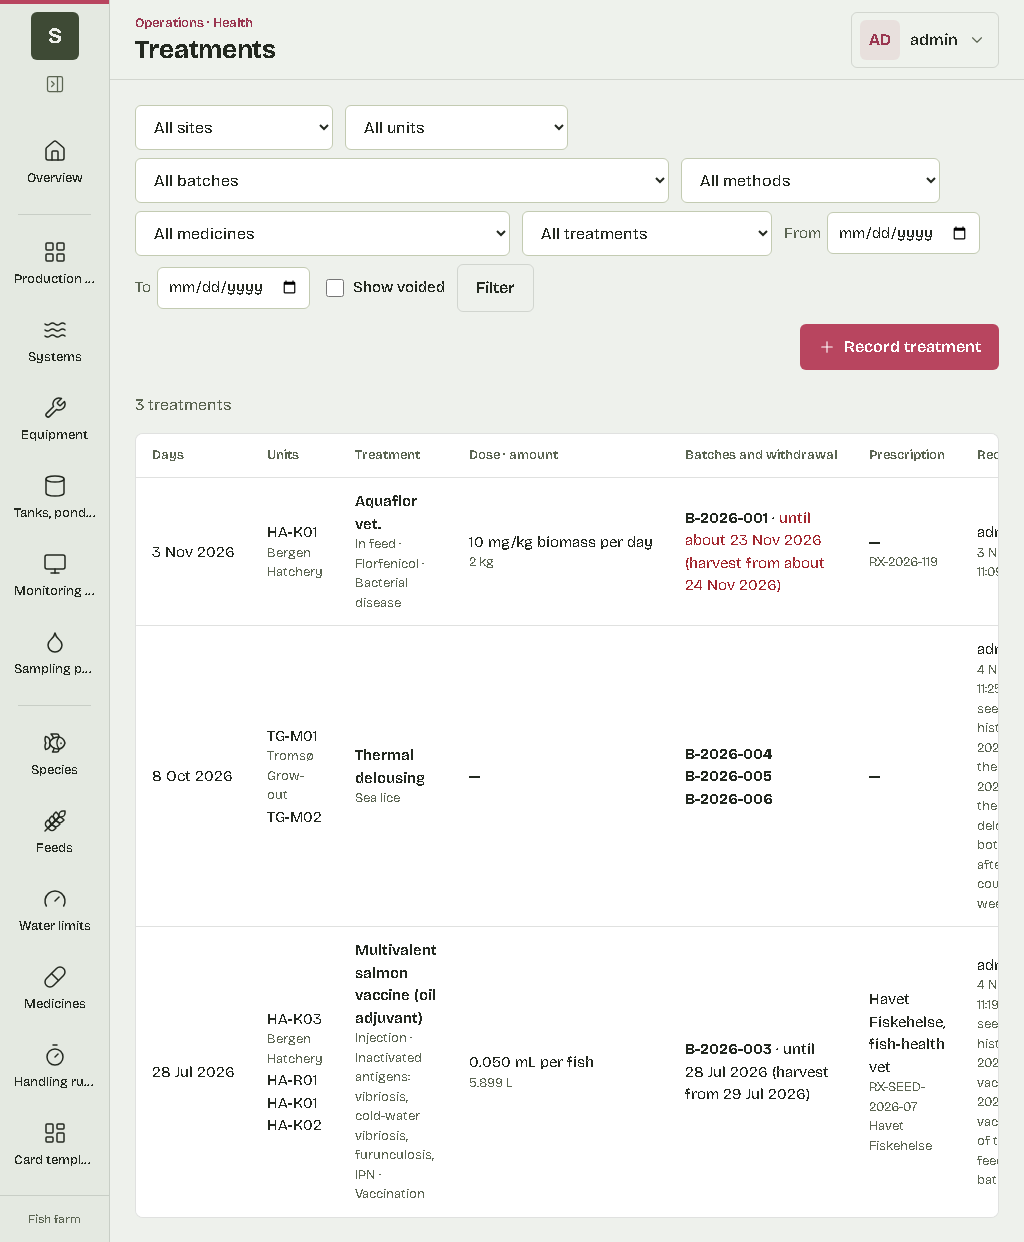 S
Operations · Health
Treatments
AD admin
Overview
Production ...
Systems
Equipment
Tanks, pond...
Monitoring ...
Sampling p...
Species
Feeds
Water limits
Medicines
Handling ru...
Card templ...
Fish farm
All sites
All units
All batches
All methods
All medicines
All treatments
From mm/dd/yyyy
To mm/dd/yyyy
Show voided
Filter
+ Record treatment
3 treatments
Days Units Treatment Dose · amount Batches and withdrawal Prescription
3 Nov 2026
HA-K01
Bergen
Hatchery
Aquaflor
vet.
In feed ·
Florfenicol ·
Bacterial
disease
10 mg/kg biomass per day
2 kg
B-2026-001 · until
about 23 Nov 2026
(harvest from about
24 Nov 2026)
—
RX-2026-119
8 Oct 2026
TG-M01
Tromsø
Grow-
out
TG-M02
Thermal
delousing
Sea lice
—
B-2026-004
B-2026-005
B-2026-006
—
28 Jul 2026
HA-K03
Bergen
Hatchery
HA-R01
HA-K01
HA-K02
Multivalent
salmon
vaccine (oil
adjuvant)
Injection ·
Inactivated
antigens:
vibriosis,
cold-water
vibriosis,
furunculosis,
IPN ·
Vaccination
0.050 mL per fish
5.899 L
B-2026-003 · until
28 Jul 2026 (harvest
from 29 Jul 2026)
Havet
Fiskehelse,
fish-health
vet
RX-SEED-
2026-07
Havet
Fiskehelse